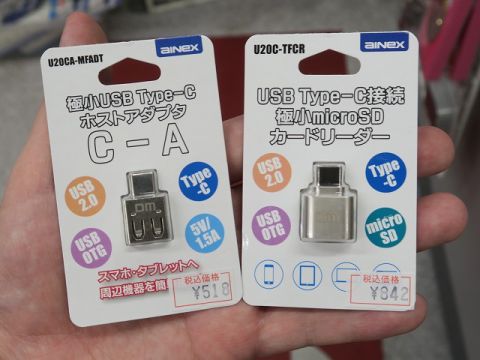 U20CA-MFADT
ainex
極小USB Type-C
ホストアダプタ
C-A
USB
2.0
Type
-C
USB
OTG
5V/
1.5A
スマホ・タブレットへ
周辺機器を簡
税込価格
¥518
U20C-TFCR
ainex
USB Type-C接続
極小microSD
カードリーダー
USB
2.0
Type
-C
USB
OTG
micro
SD
税込価格
¥842